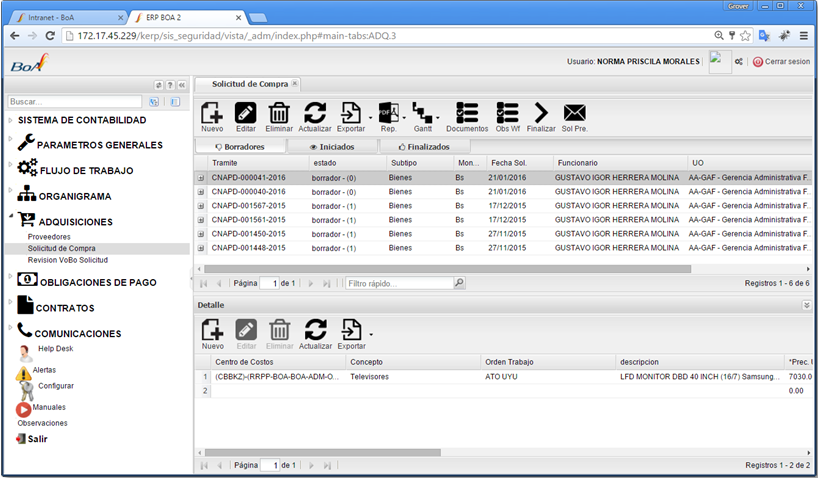 Grover
Intranet - BoA
ERP BOA 2
172.17.45.229/kerp/sis_seguridad/vista/_adm/index.php#main-tabs:ADQ.3
BoA
Usuario: NORMA PRISCILA MORALES
Cerrar sesion
Buscar...
SISTEMA DE CONTABILIDAD
PARAMETROS GENERALES
FLUJO DE TRABAJO
ORGANIGRAMA
ADQUISICIONES
Proveedores
Solicitud de Compra
Revision VoBo Solicitud
OBLIGACIONES DE PAGO
CONTRATOS
COMUNICACIONES
Help Desk
Alertas
Configurar
Manuales
Observaciones
Salir
Solicitud de Compra
Nuevo Editar Eliminar Actualizar Exportar Rep. Gantt Documentos Obs Wf Finalizar Sol Pre.
Borradores Iniciados Finalizados
Tramite estado Subtipo Mon... Fecha Sol. Funcionario UO
CNAPD-000041-2016 borrador - (0) Bienes Bs 21/01/2016 GUSTAVO IGOR HERRERA MOLINA AA-GAF - Gerencia Administrativa F...
CNAPD-000040-2016 borrador - (0) Bienes Bs 21/01/2016 GUSTAVO IGOR HERRERA MOLINA AA-GAF - Gerencia Administrativa F...
CNAPD-001567-2015 borrador - (1) Bienes Bs 17/12/2015 GUSTAVO IGOR HERRERA MOLINA AA-GAF - Gerencia Administrativa F...
CNAPD-001561-2015 borrador - (1) Bienes Bs 17/12/2015 GUSTAVO IGOR HERRERA MOLINA AA-GAF - Gerencia Administrativa F...
CNAPD-001450-2015 borrador - (1) Bienes Bs 27/11/2015 GUSTAVO IGOR HERRERA MOLINA AA-GAF - Gerencia Administrativa F...
CNAPD-001448-2015 borrador - (1) Bienes Bs 27/11/2015 GUSTAVO IGOR HERRERA MOLINA AA-GAF - Gerencia Administrativa F...
Página 1 de 1 Filtro rápido... Registros 1 - 6 de 6
Detalle
Nuevo Editar Eliminar Actualizar Exportar
Centro de Costos Concepto Orden Trabajo descripcion *Prec. U
1 (CBBKZ)-(RRPP-BOA-BOA-ADM-O... Televisores ATO UYU LFD MONITOR DBD 40 INCH (16/7) Samsung... 7030.0
2 0.00
Página 1 de 1 Registros 1 - 2 de 2